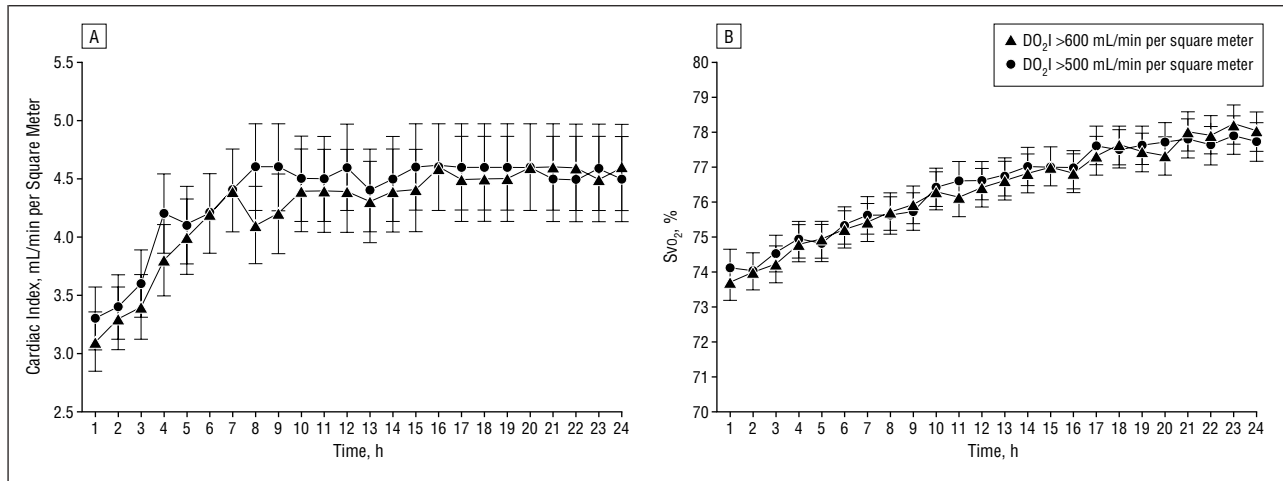 A
Cardiac Index, mL/min per Square Meter
5.5
5.0
4.5
4.0
3.5
3.0
2.5
1 2 3 4 5 6 7 8 9 10 11 12 13 14 15 16 17 18 19 20 21 22 23 24
Time, h
B
▲ DO₂I >600 mL/min per square meter
● DO₂I >500 mL/min per square meter
SvO₂, %
80
79
78
77
76
75
74
73
72
71
70
1 2 3 4 5 6 7 8 9 10 11 12 13 14 15 16 17 18 19 20 21 22 23 24
Time, h